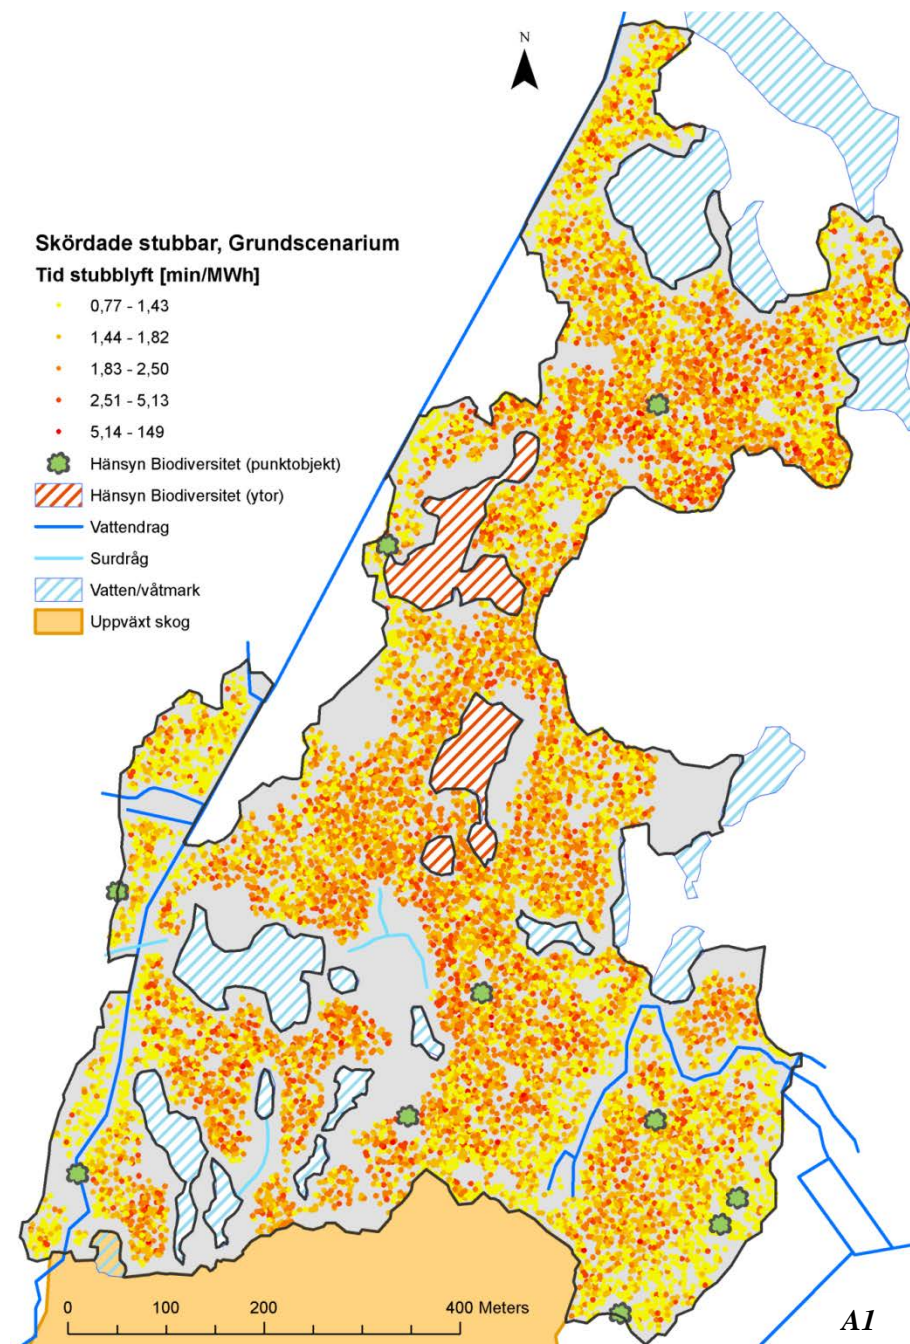 N
Skördade stubbar, Grundscenarium
Tid stubblyft [min/MWh]
0,77 - 1,43
1,44 - 1,82
1,83 - 2,50
2,51 - 5,13
5,14 - 149
Hänsyn Biodiversitet (punktobjekt)
Hänsyn Biodiversitet (ytor)
Vattendrag
Surdråg
Vatten/våtmark
Uppväxt skog
0 100 200 400 Meters
A1